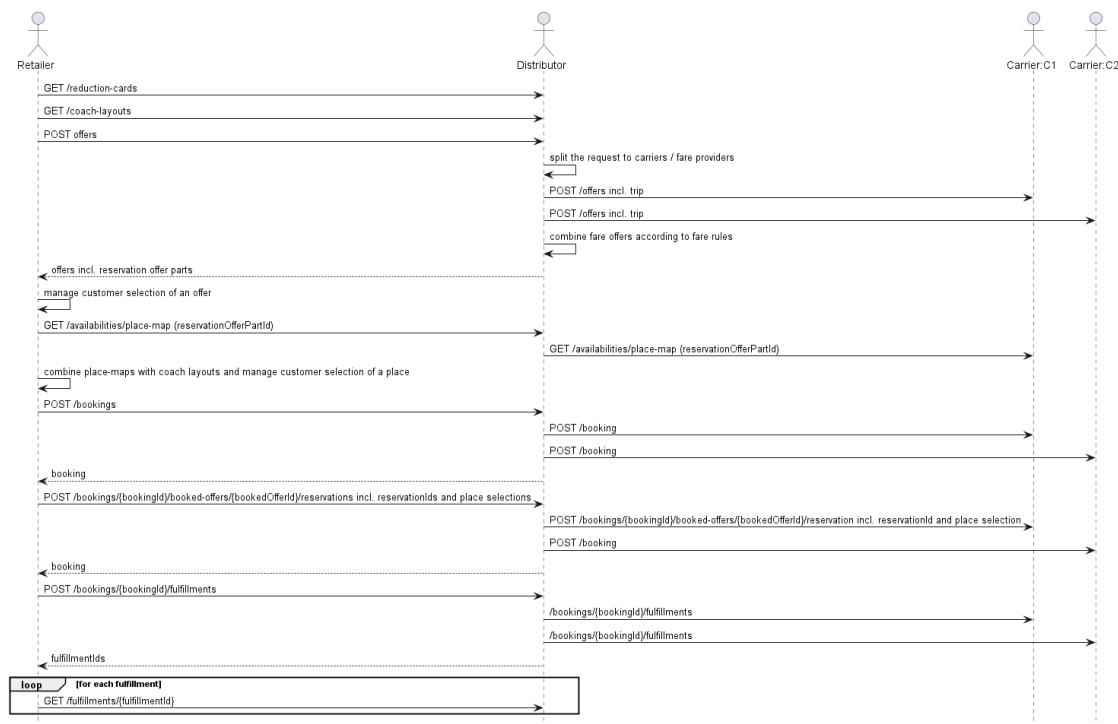 Retailer
Distributor
Carrier:C1
Carrier:C2
GET /reduction-cards
GET /coach-layouts
POST offers
split the request to carriers / fare providers
POST /offers incl. trip
POST /offers incl. trip
combine fare offers according to fare rules
offers incl. reservation offer parts
manage customer selection of an offer
GET /availabilities/place-map (reservationOfferPartId)
GET /availabilities/place-map (reservationOfferPartId)
combine place-maps with coach layouts and manage customer selection of a place
POST /bookings
POST /booking
POST /booking
booking
POST /bookings/{bookingId}/booked-offers/{bookedOfferId}/reservations incl. reservationIds and place selections
POST /bookings/{bookingId}/booked-offers/{bookedOfferId}/reservation incl. reservationId and place selection
POST /booking
booking
POST /bookings/{bookingId}/fulfillments
/bookings/{bookingId}/fulfillments
/bookings/{bookingId}/fulfillments
fulfillmentIds
loop [for each fulfillment]
GET /fulfillments/{fulfillmentId}